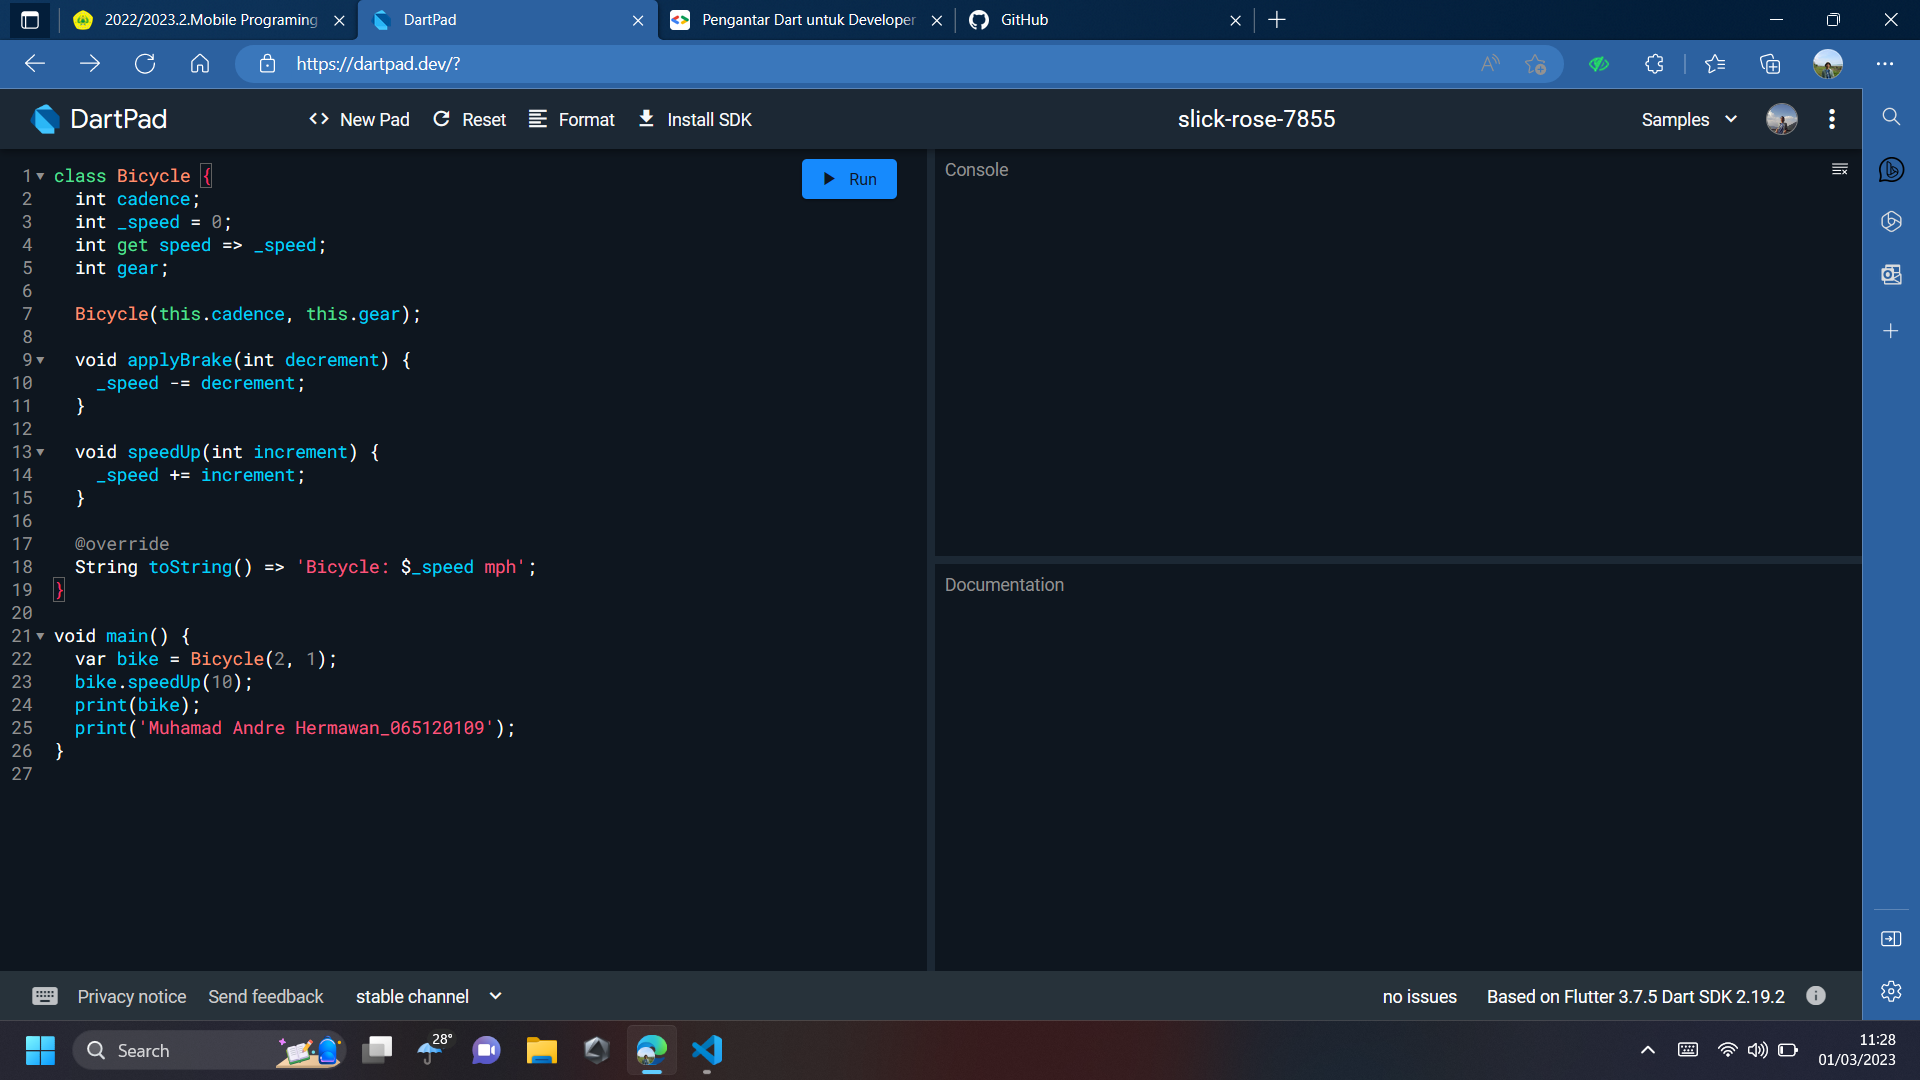 2022/2023.2.Mobile Programing
DartPad
Pengantar Dart untuk Developer
GitHub
https://dartpad.dev/?
DartPad
New Pad
Reset
Format
Install SDK
slick-rose-7855
Samples
1 class Bicycle {
2 int cadence;
3 int _speed = 0;
4 int get speed => _speed;
5 int gear;
6
7 Bicycle(this.cadence, this.gear);
8
9 void applyBrake(int decrement) {
10 _speed -= decrement;
11 }
12
13 void speedUp(int increment) {
14 _speed += increment;
15 }
16
17 @override
18 String toString() => 'Bicycle: $_speed mph';
19 }
20
21 void main() {
22 var bike = Bicycle(2, 1);
23 bike.speedUp(10);
24 print(bike);
25 print('Muhamad Andre Hermawan_065120109');
26 }
27
Run
Console
Documentation
Privacy notice
Send feedback
stable channel
no issues
Based on Flutter 3.7.5 Dart SDK 2.19.2
Search
28°
11:28
01/03/2023